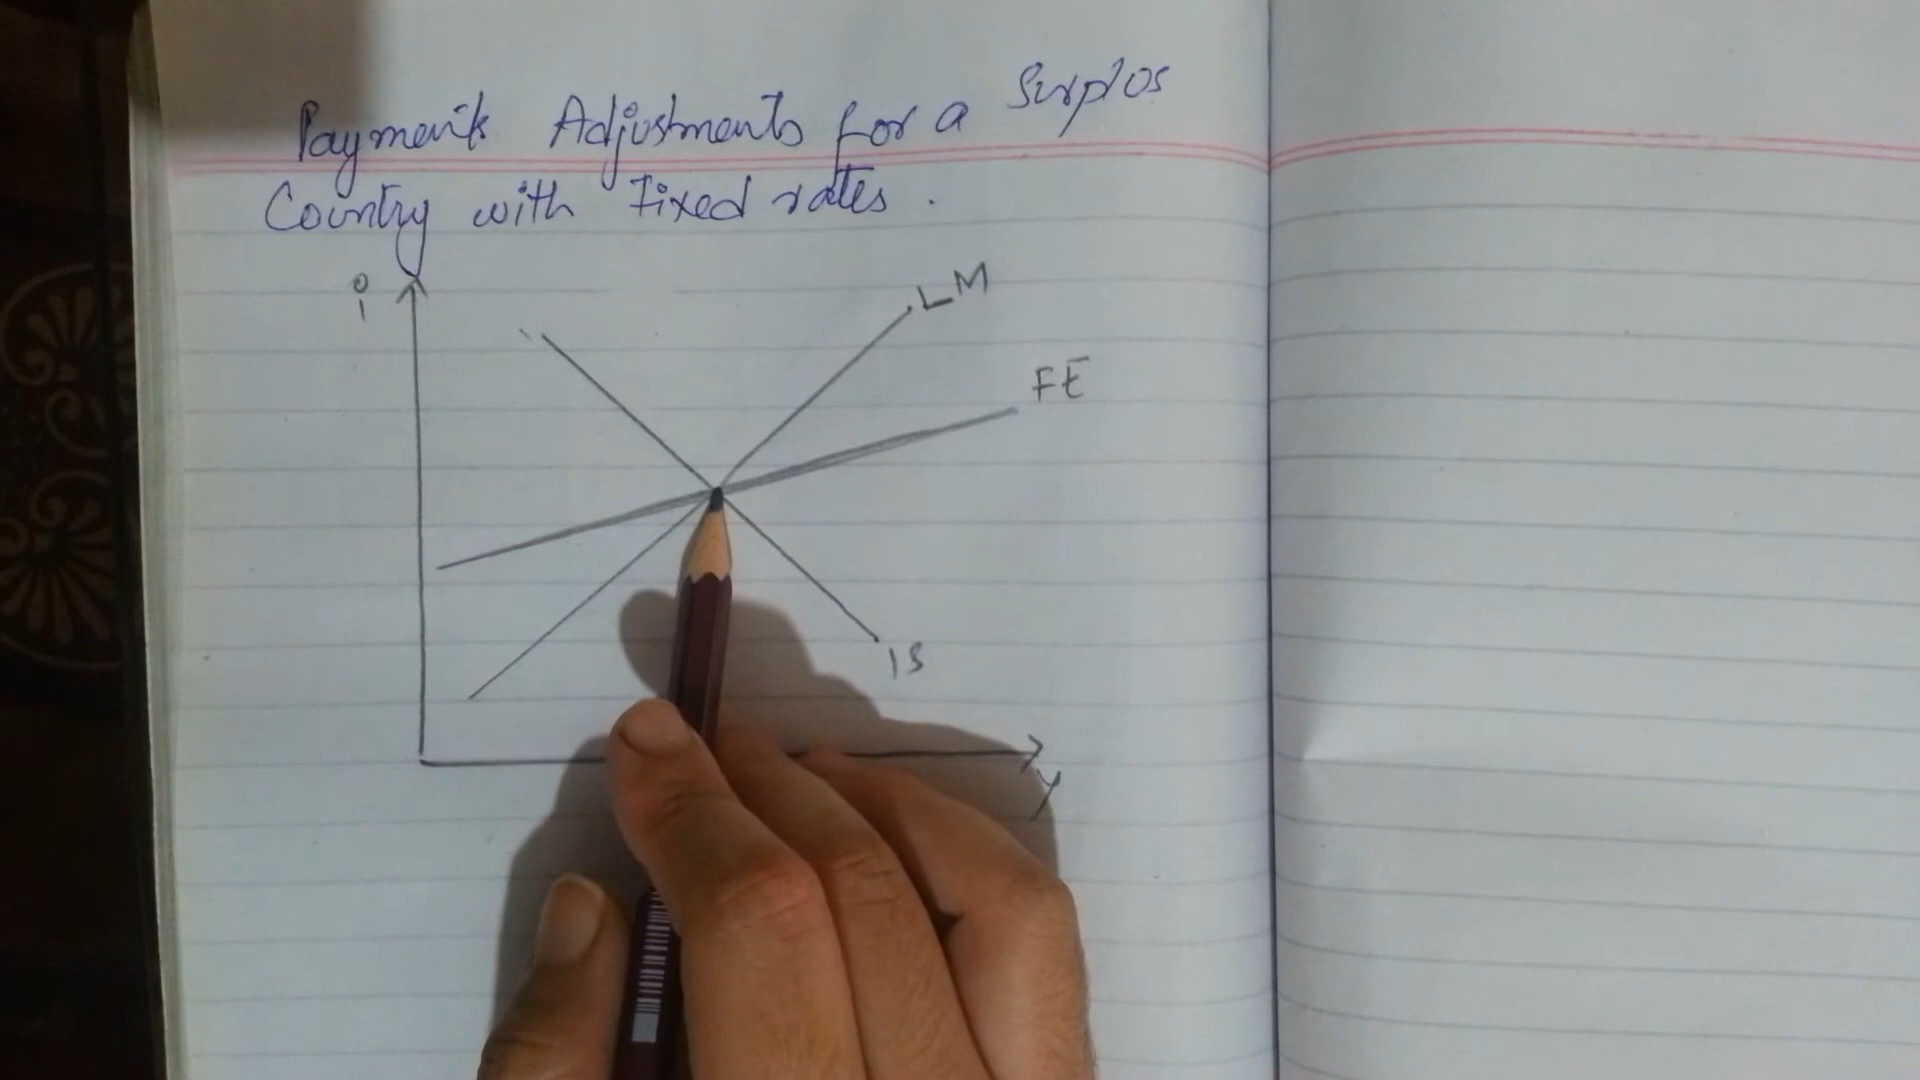 Payments Adjustments for a Surplus
Country with Fixed rates.
i
LM
FE
IS
Y